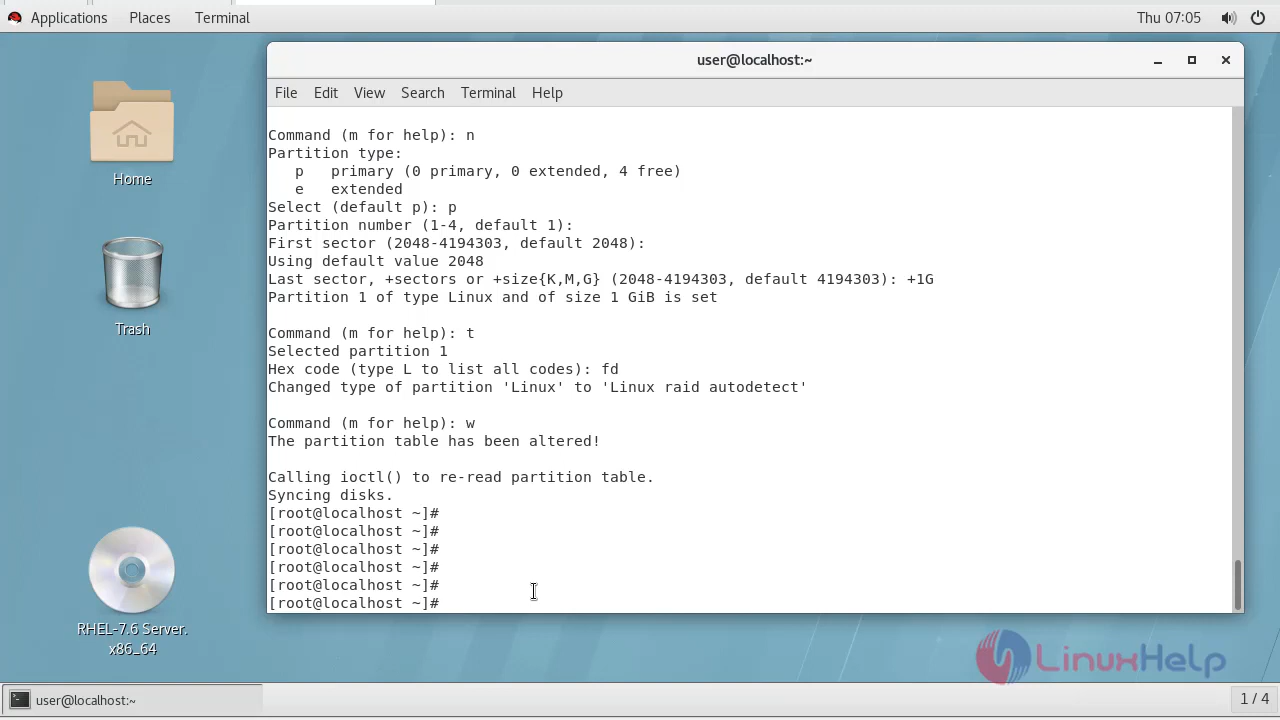 Applications Places Terminal Thu 07:05
user@localhost:~
File Edit View Search Terminal Help
Command (m for help): n
Partition type:
   p   primary (0 primary, 0 extended, 4 free)
   e   extended
Select (default p): p
Partition number (1-4, default 1):
First sector (2048-4194303, default 2048):
Using default value 2048
Last sector, +sectors or +size{K,M,G} (2048-4194303, default 4194303): +1G
Partition 1 of type Linux and of size 1 GiB is set
Command (m for help): t
Selected partition 1
Hex code (type L to list all codes): fd
Changed type of partition 'Linux' to 'Linux raid autodetect'
Command (m for help): w
The partition table has been altered!
Calling ioctl() to re-read partition table.
Syncing disks.
[root@localhost ~]#
[root@localhost ~]#
[root@localhost ~]#
[root@localhost ~]#
[root@localhost ~]#
[root@localhost ~]#
Home
Trash
RHEL-7.6 Server.
x86_64
LinuxHelp
user@localhost:~
1 / 4